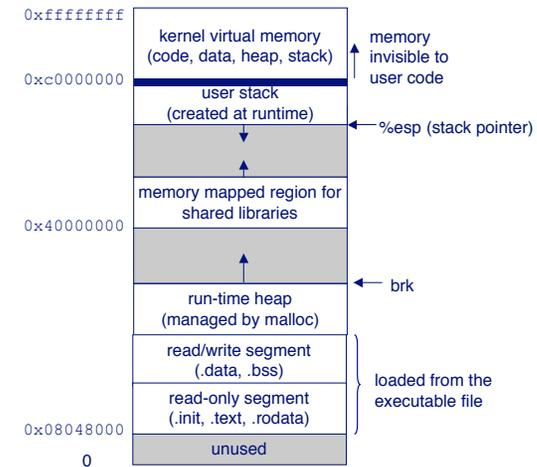 0xffffffff
kernel virtual memory
(code, data, heap, stack)
memory
invisible to
user code
0xc0000000
user stack
(created at runtime)
%esp (stack pointer)
memory mapped region for
shared libraries
0x40000000
brk
run-time heap
(managed by malloc)
read/write segment
(.data, .bss)
loaded from the
executable file
read-only segment
(.init, .text, .rodata)
0x08048000
unused
0